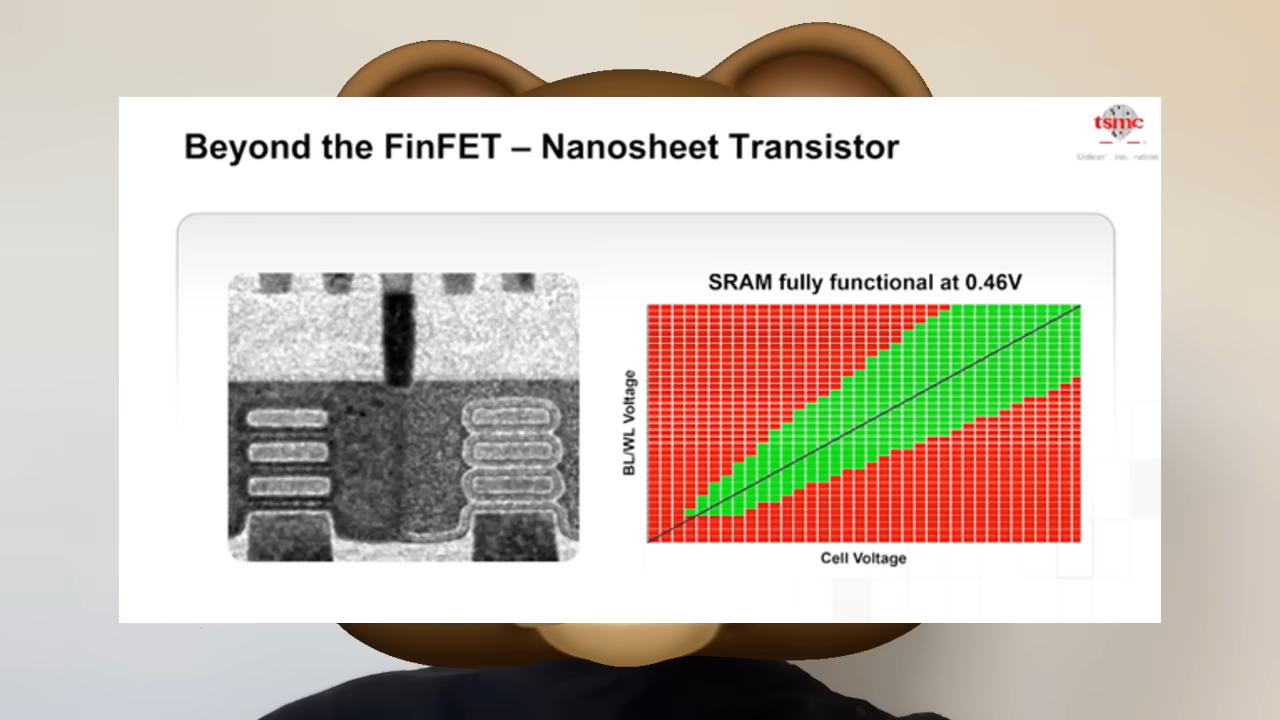 tsmc
Beyond the FinFET – Nanosheet Transistor
SRAM fully functional at 0.46V
BL/WL Voltage
Cell Voltage